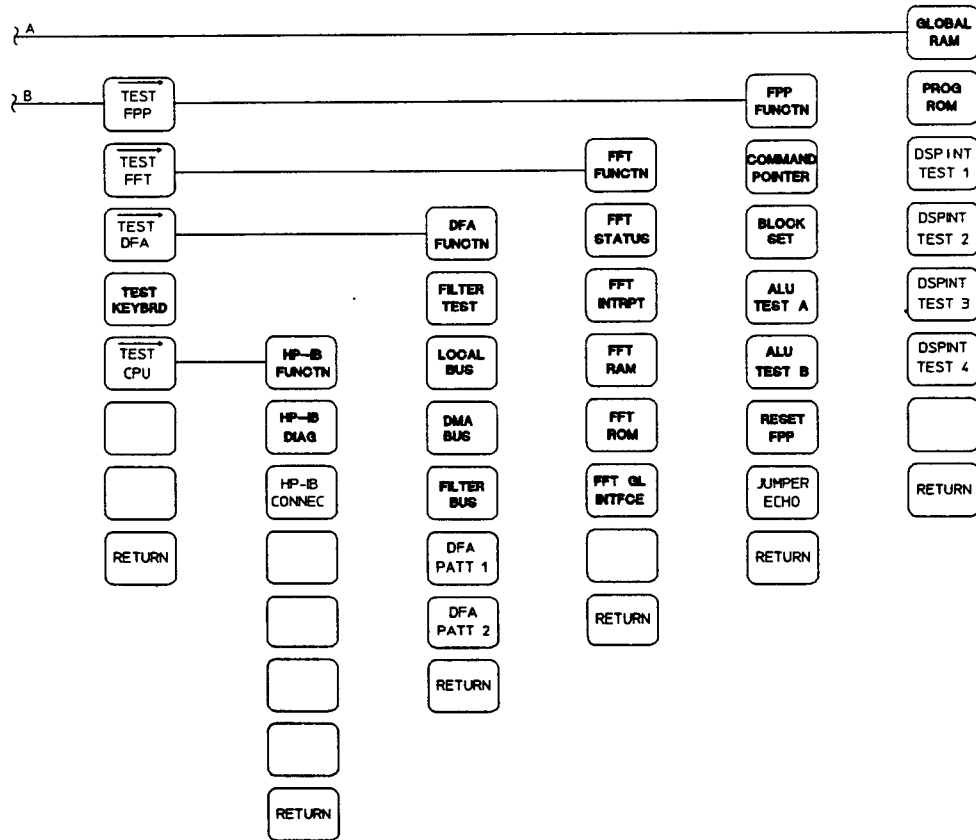 A
GLOBAL
RAM
B
TEST
FPP
FPP
FUNCTN
PROG
ROM
TEST
FFT
FFT
FUNCTN
COMMAND
POINTER
DSPINT
TEST 1
TEST
DFA
DFA
FUNCTN
FFT
STATUS
BLOCK
SET
DSPINT
TEST 2
TEST
KEYBRD
FILTER
TEST
FFT
INTRPT
ALU
TEST A
DSPINT
TEST 3
TEST
CPU
HP-IB
FUNCTN
LOCAL
BUS
FFT
RAM
ALU
TEST B
DSPINT
TEST 4
HP-IB
DIAG
DMA
BUS
FFT
ROM
RESET
FPP
HP-IB
CONNEC
FILTER
BUS
FFT GL
INTFCE
JUMPER
ECHO
RETURN
RETURN
DFA
PATT 1
RETURN
DFA
PATT 2
RETURN
RETURN
RETURN